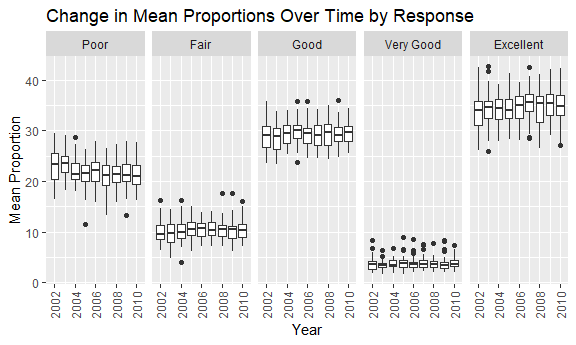 Change in Mean Proportions Over Time by Response
Poor Fair Good Very Good Excellent
Mean Proportion
40
30
20
10
0
2002 2004 2006 2008 2010 2002 2004 2006 2008 2010 2002 2004 2006 2008 2010 2002 2004 2006 2008 2010 2002 2004 2006 2008 2010
Year